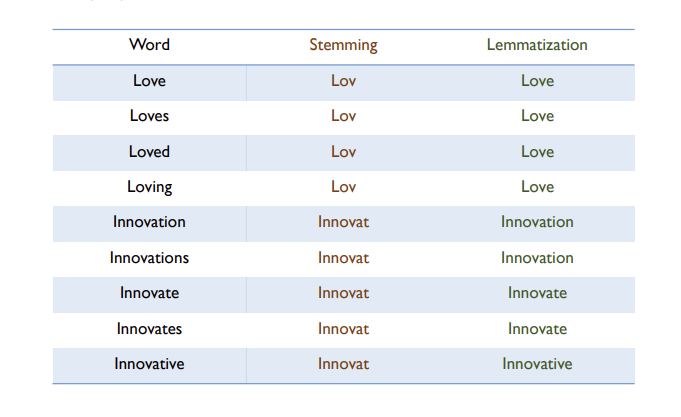 Word Stemming Lemmatization
Love Lov Love
Loves Lov Love
Loved Lov Love
Loving Lov Love
Innovation Innovat Innovation
Innovations Innovat Innovation
Innovate Innovat Innovate
Innovates Innovat Innovate
Innovative Innovat Innovative